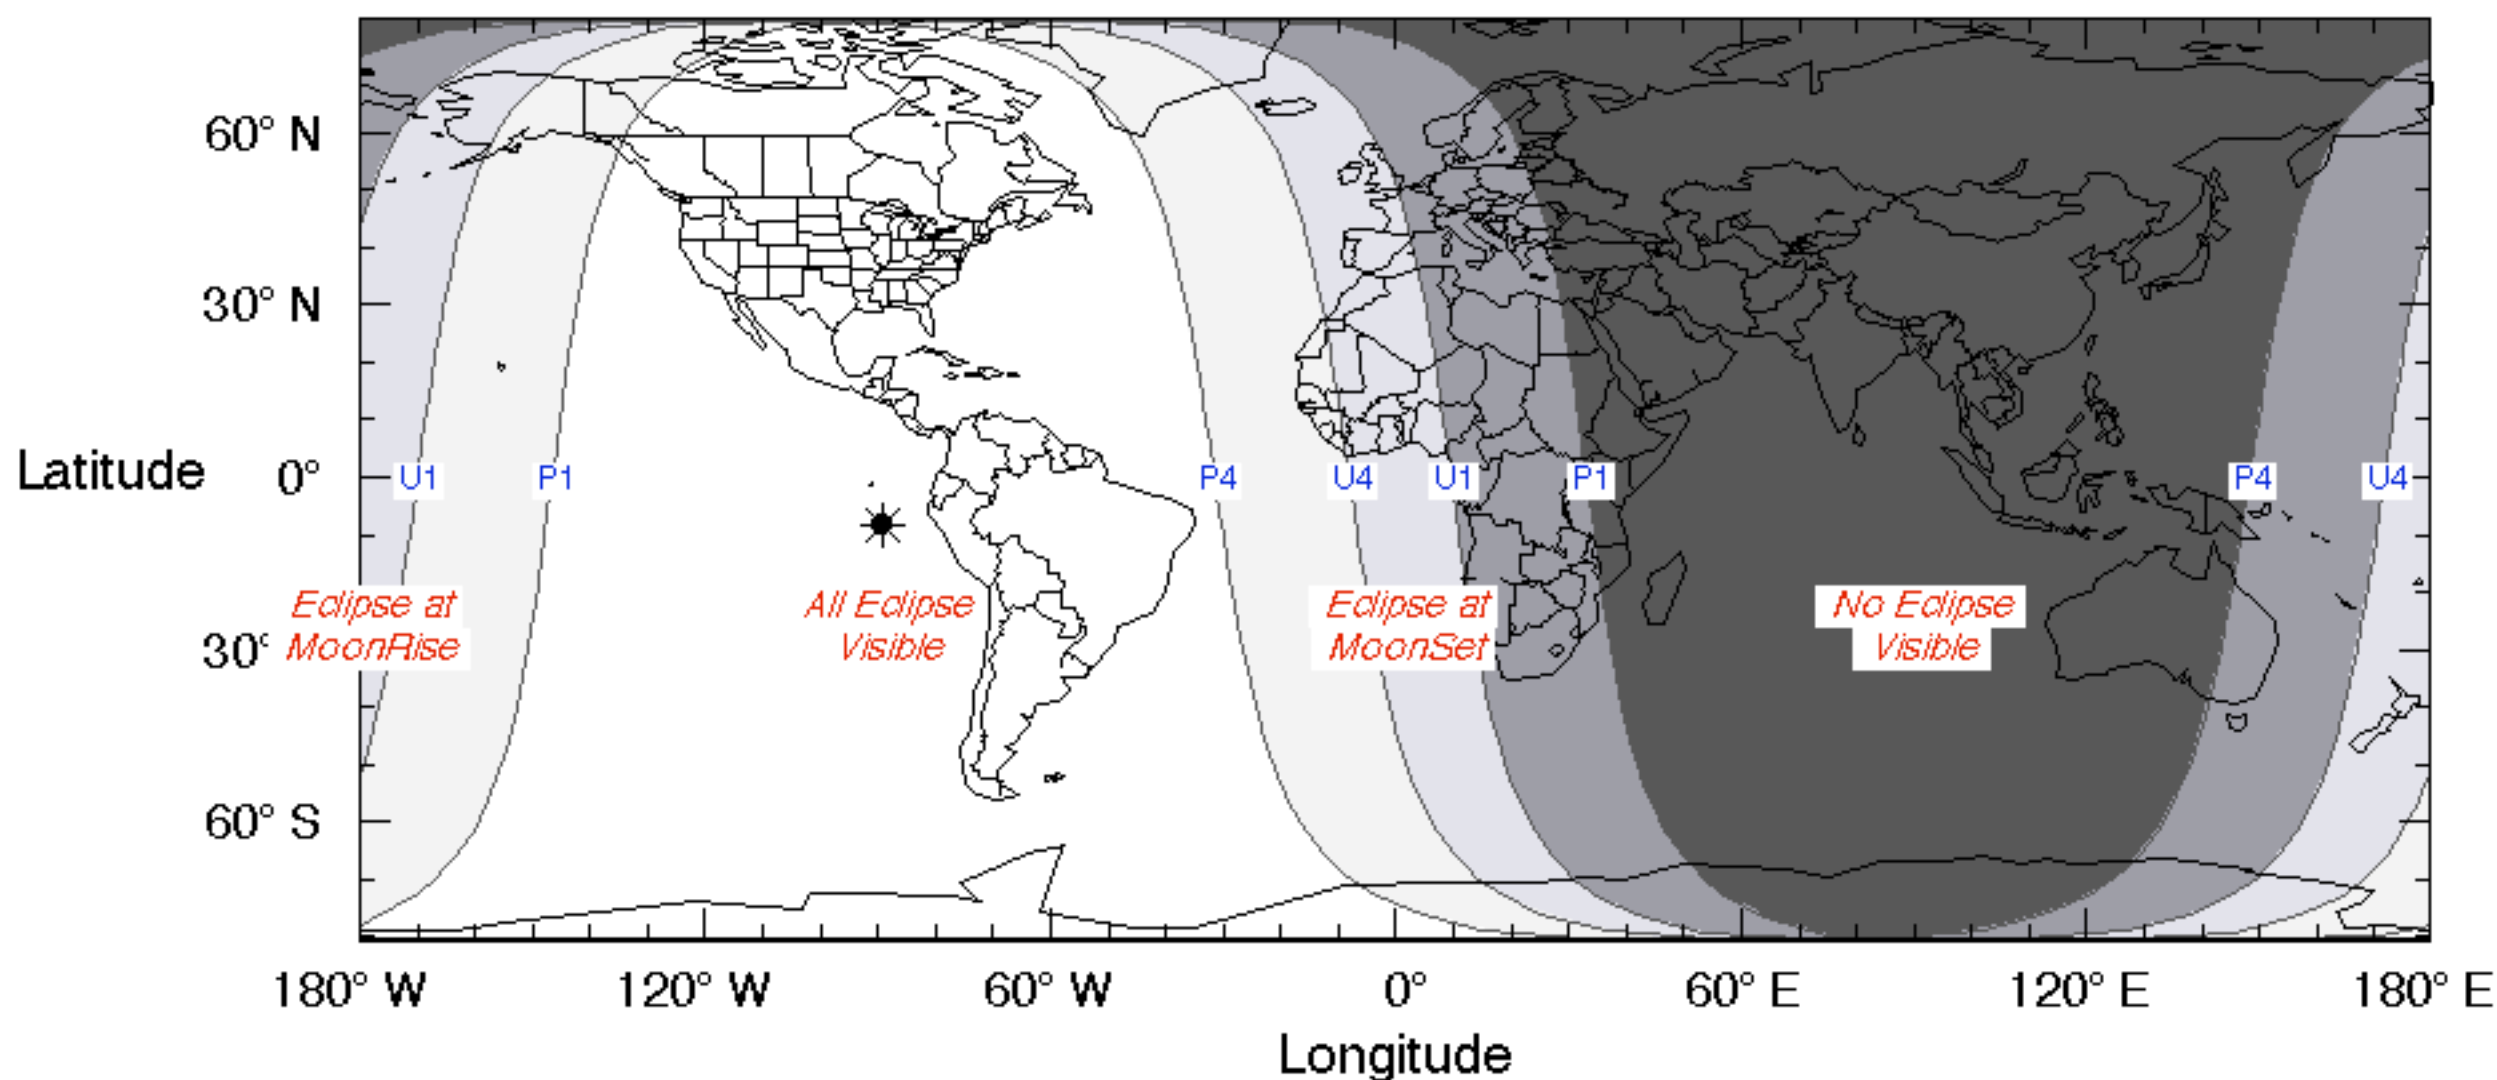 60° N
30° N
Latitude 0° U1 P1 P4 U4 U1 P1 P4 U4
Eclipse at All Eclipse Eclipse at No Eclipse
30° MoonRise Visible MoonSet Visible
60° S
180° W 120° W 60° W 0° 60° E 120° E 180° E
Longitude